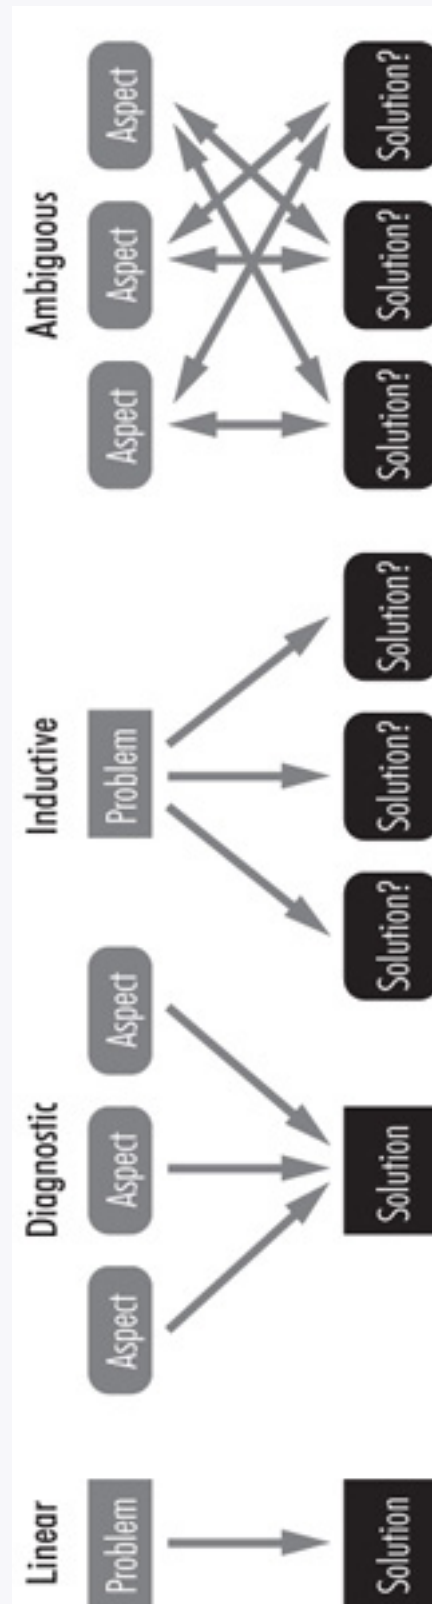 Linear Diagnostic Inductive Ambiguous
Problem Aspect Aspect Aspect Problem Aspect Aspect Aspect
Solution Solution Solution? Solution? Solution? Solution? Solution? Solution?